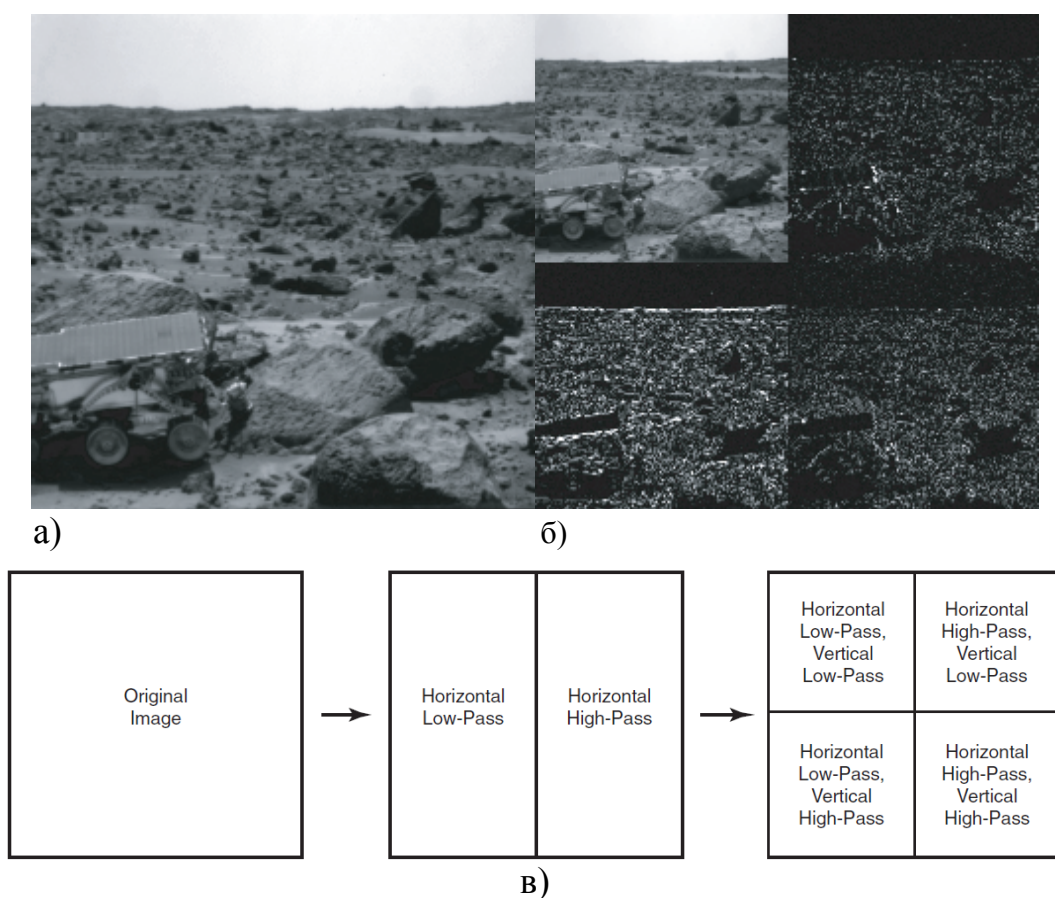 а)
б)
Original
Image
Horizontal
Low-Pass
Horizontal
High-Pass
Horizontal
Low-Pass,
Vertical
Low-Pass
Horizontal
High-Pass,
Vertical
Low-Pass
Horizontal
Low-Pass,
Vertical
High-Pass
Horizontal
High-Pass,
Vertical
High-Pass
в)